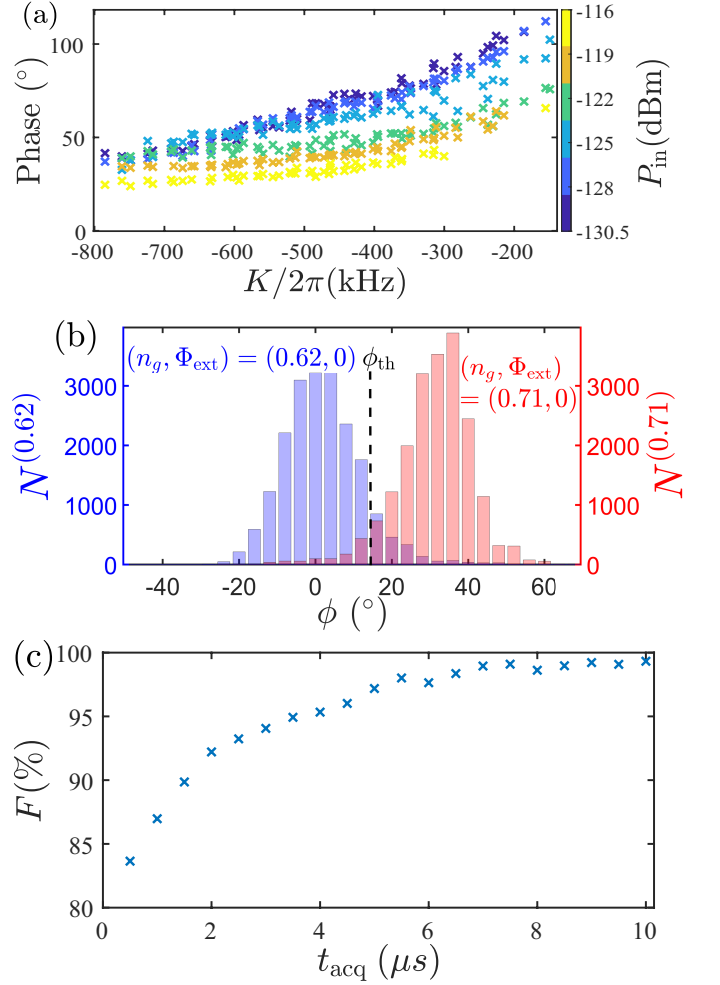 (a)
Phase (°)
100
50
0
-800 -700 -600 -500 -400 -300 -200
K/2π(kHz)
-116
-119
-122
-125
-128
-130.5
P_in(dBm)
(b)
(n_g, Φ_ext) = (0.62, 0) ϕ_th
(n_g, Φ_ext)
= (0.71, 0)
N^(0.62)
3000
2000
1000
0
3000
2000
1000
0
N^(0.71)
-40 -20 0 20 40 60
ϕ (°)
(c)
F(%)
100
95
90
85
80
0 2 4 6 8 10
t_acq (μs)